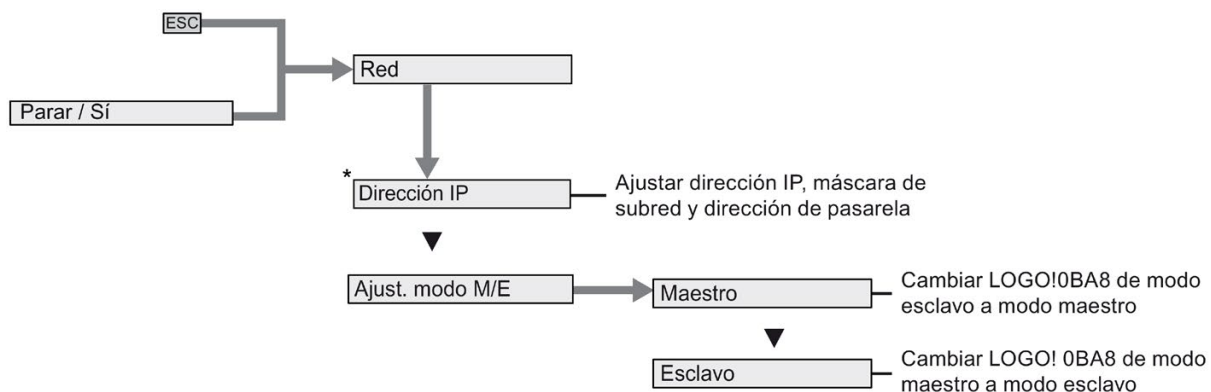 ESC
Red
Parar / Sí
*
Dirección IP
Ajustar dirección IP, máscara de
subred y dirección de pasarela
Ajust. modo M/E
Maestro
Cambiar LOGO!0BA8 de modo
esclavo a modo maestro
Esclavo
Cambiar LOGO! 0BA8 de modo
maestro a modo esclavo